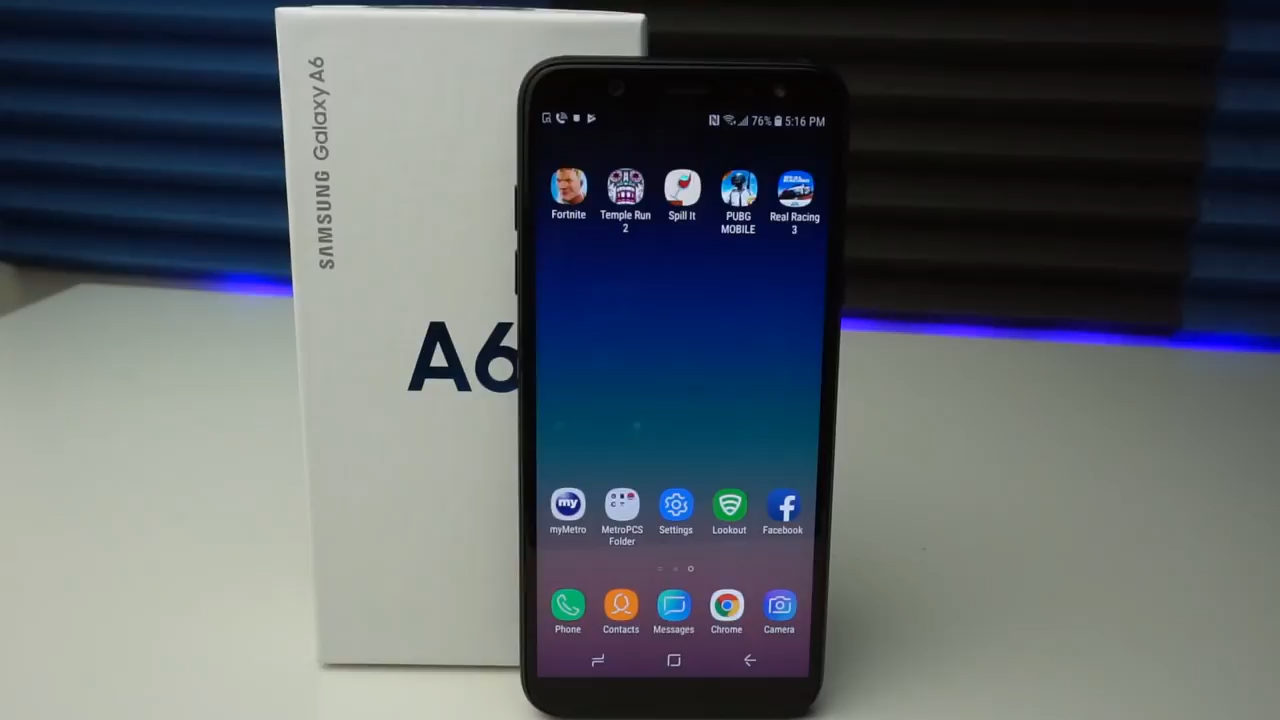 SAMSUNG Galaxy A6
A6
76% 5:16 PM
Fortnite
Temple Run
2
Spill It
PUBG
MOBILE
Real Racing
3
my
myMetro
MetroPCS
Folder
Settings
Lookout
f
Facebook
Phone
Contacts
Messages
Chrome
Camera